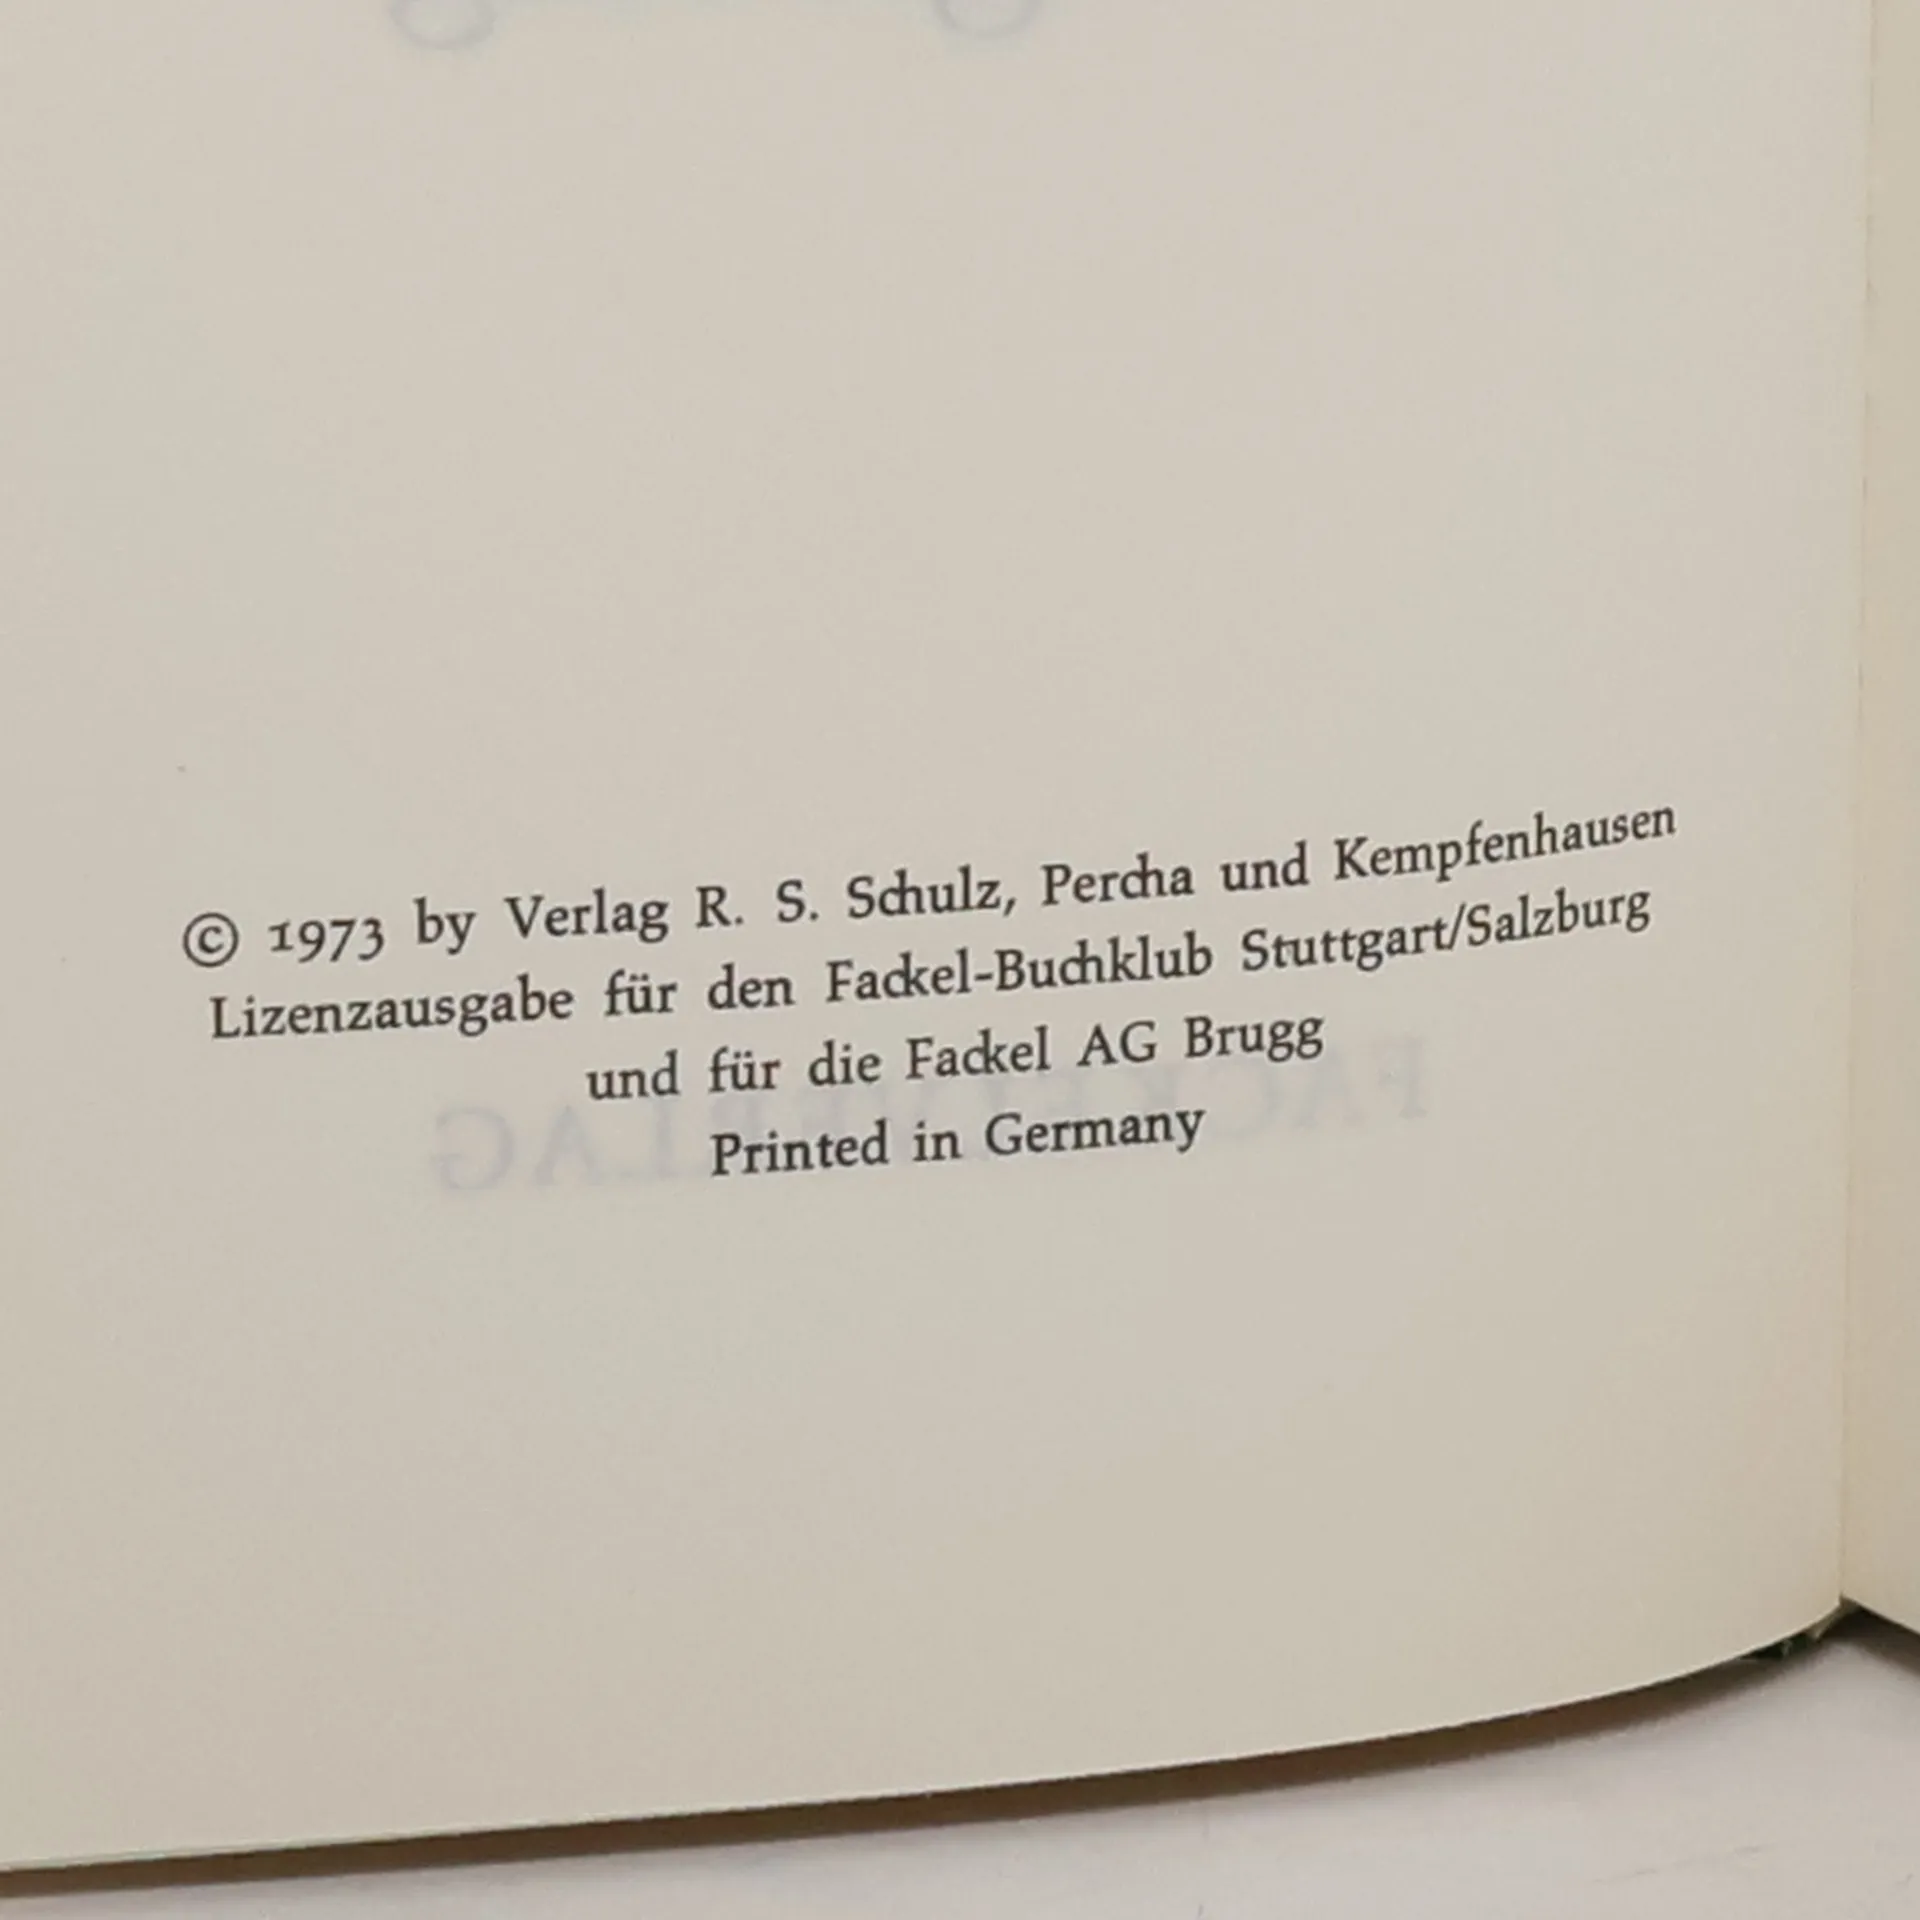 © 1973 by Verlag R. S. Schulz, Percha und Kempfenhausen
Lizenzausgabe für den Fackel-Buchklub Stuttgart/Salzburg
und für die Fackel AG Brugg
Printed in Germany